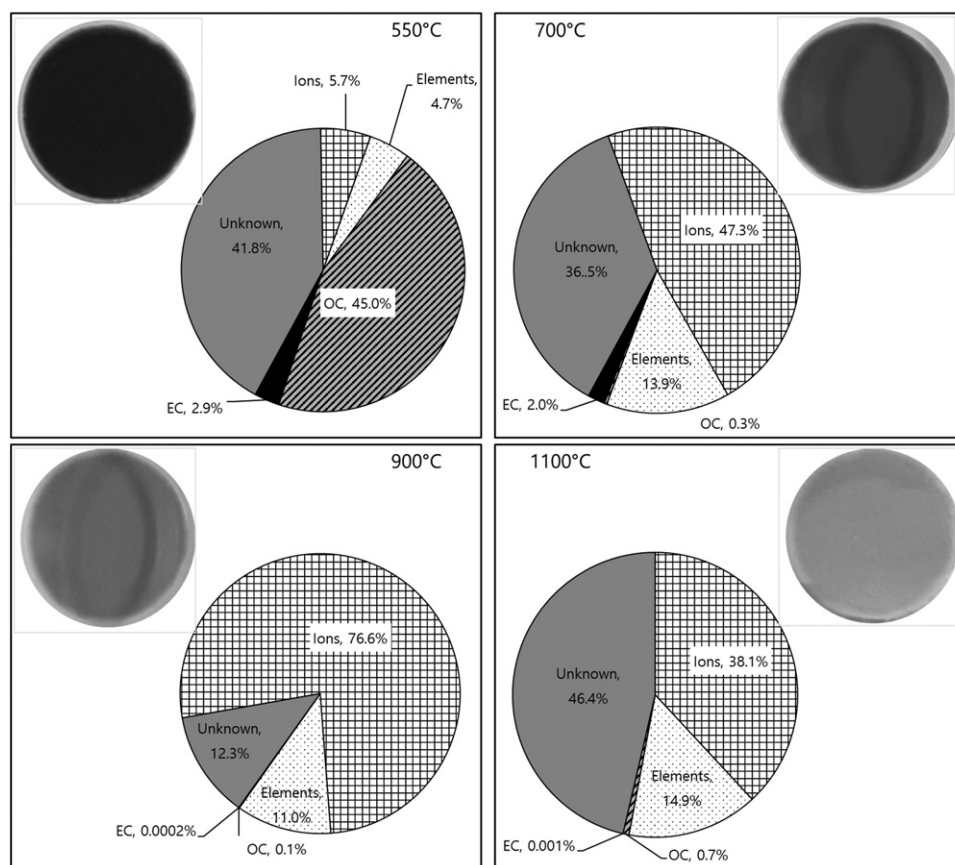 550°C
Ions, 5.7%
Elements,
4.7%
Unknown,
41.8%
OC, 45.0%
EC, 2.9%
700°C
Ions, 47.3%
Unknown,
36..5%
Elements,
13.9%
EC, 2.0%
OC, 0.3%
900°C
Ions, 76.6%
Unknown,
12.3%
Elements,
11.0%
EC, 0.0002%
OC, 0.1%
1100°C
Ions, 38.1%
Unknown,
46.4%
Elements,
14.9%
EC, 0.001%
OC, 0.7%